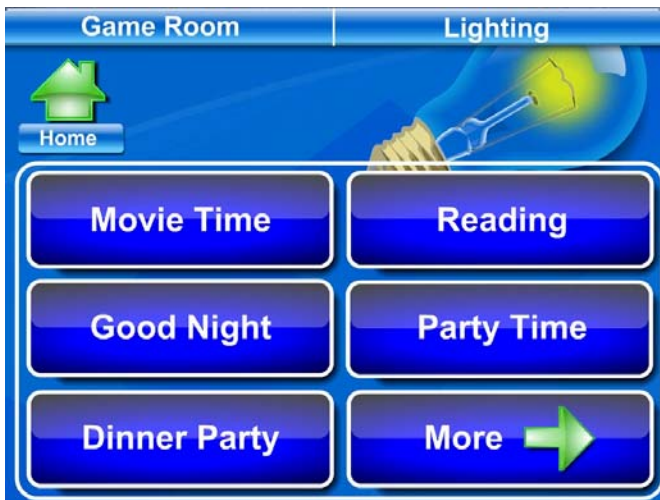 Game Room
Lighting
Home
Movie Time
Reading
Good Night
Party Time
Dinner Party
More